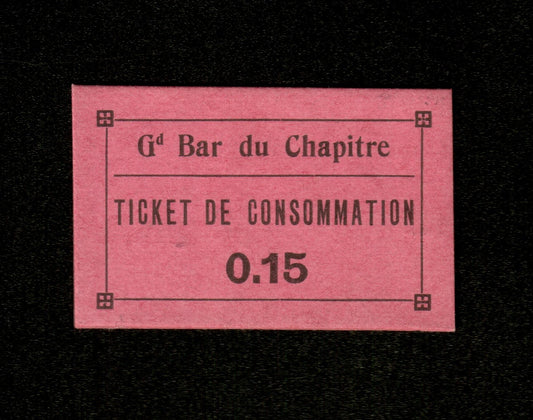 Gd Bar du Chapitre
TICKET DE CONSOMMATION
0.15